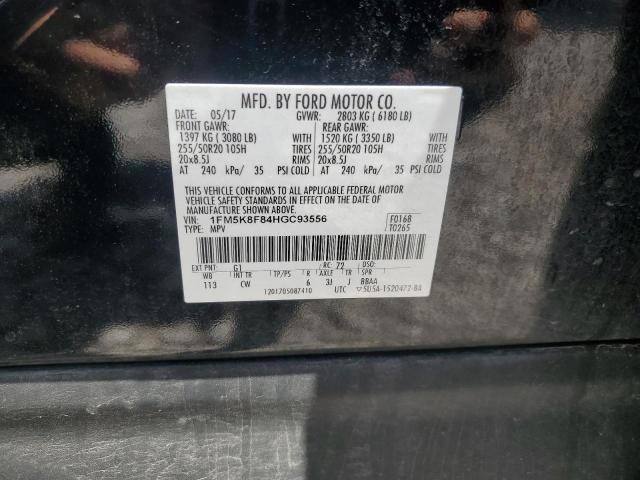 MFD. BY FORD MOTOR CO.
DATE: 05/17 GVWR: 2803 KG ( 6180 LB)
FRONT GAWR: REAR GAWR:
1397 KG ( 3080 LB) WITH 1520 KG ( 3350 LB) WITH
255/50R20 105H TIRES 255/50R20 105H TIRES
20x8.5J RIMS 20x8.5J RIMS
AT 240 kPa/ 35 PSI COLD AT 240 kPa/ 35 PSI COLD
THIS VEHICLE CONFORMS TO ALL APPLICABLE FEDERAL MOTOR
VEHICLE SAFETY STANDARDS IN EFFECT ON THE DATE OF
MANUFACTURE SHOWN ABOVE.
VIN: 1FM5K8F84HGC93556 F0168
TYPE: MPV T0265
EXT PNT: G1 RC: 72 DSO:
WB INT TR TP/PS R AXLE TR SPR
113 CW 6 3J J BBAA
1201705087410 UTC ▽5U5A-1520472-BA